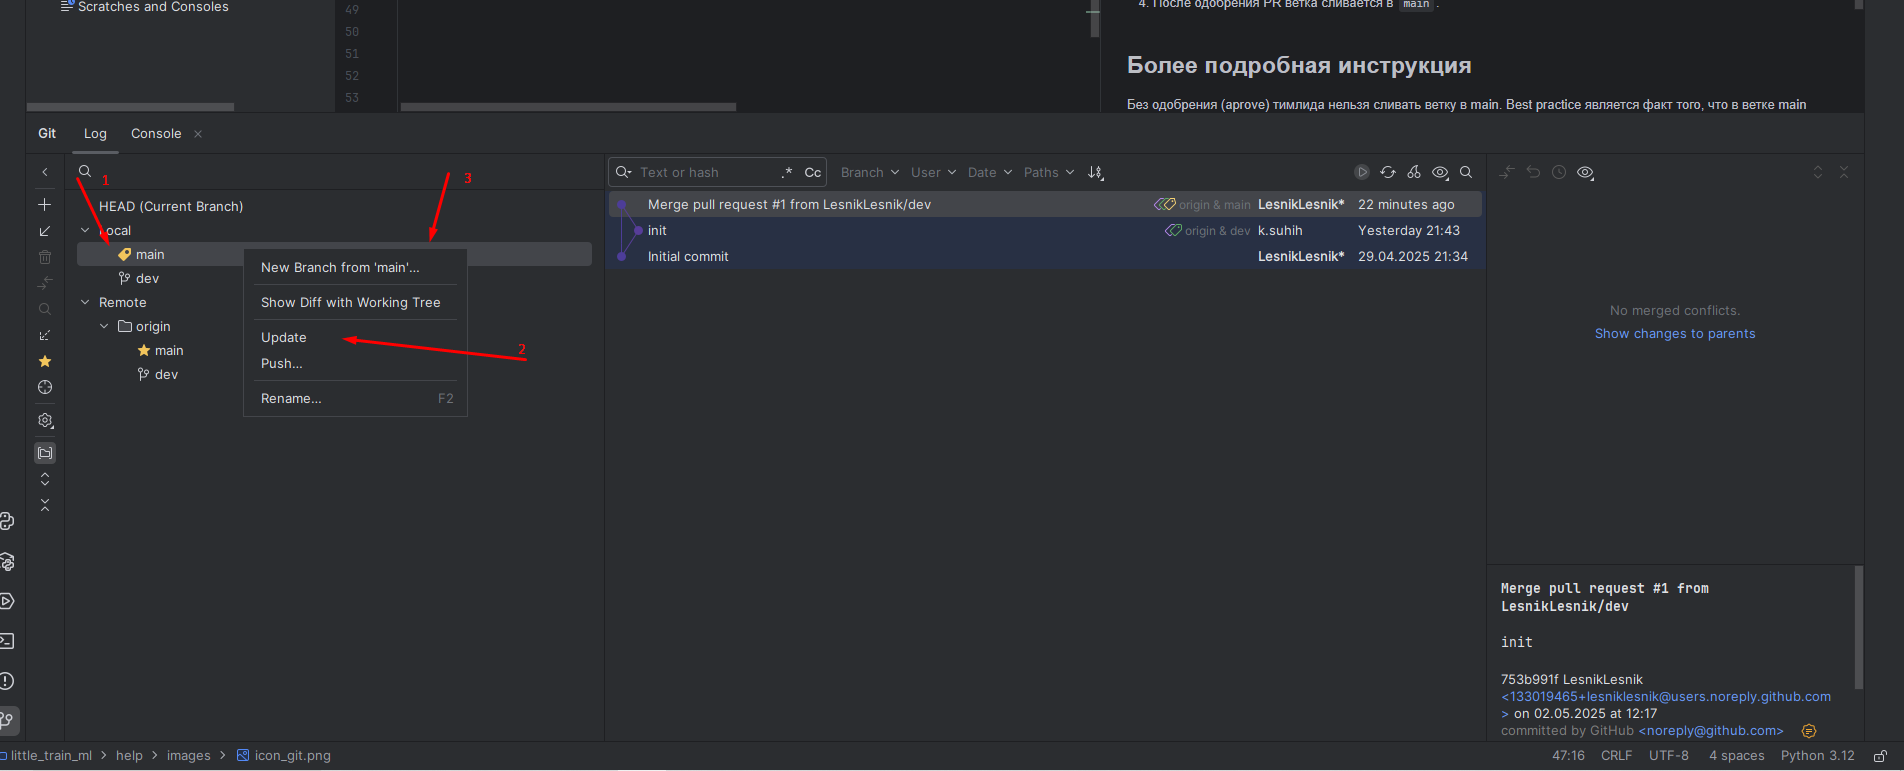 Scratches and Consoles
49
50
51
52
53
4. После одобрения PR ветка сливается в main.
Более подробная инструкция
Без одобрения (aprove) тимлида нельзя сливать ветку в main. Best practice является факт того, что в ветке main
Git Log Console
1
3
HEAD (Current Branch)
Local
main
dev
Remote
origin
main
dev
New Branch from 'main'...
Show Diff with Working Tree
Update
2
Push...
Rename... F2
Text or hash .* Cc Branch User Date Paths
Merge pull request #1 from LesnikLesnik/dev origin & main LesnikLesnik* 22 minutes ago
init origin & dev k.suhih Yesterday 21:43
Initial commit LesnikLesnik* 29.04.2025 21:34
No merged conflicts.
Show changes to parents
Merge pull request #1 from
LesnikLesnik/dev
init
753b991f LesnikLesnik
<133019465+lesniklesnik@users.noreply.github.com
> on 02.05.2025 at 12:17
committed by GitHub <noreply@github.com>
little_train_ml > help > images > icon_git.png
47:16 CRLF UTF-8 4 spaces Python 3.12